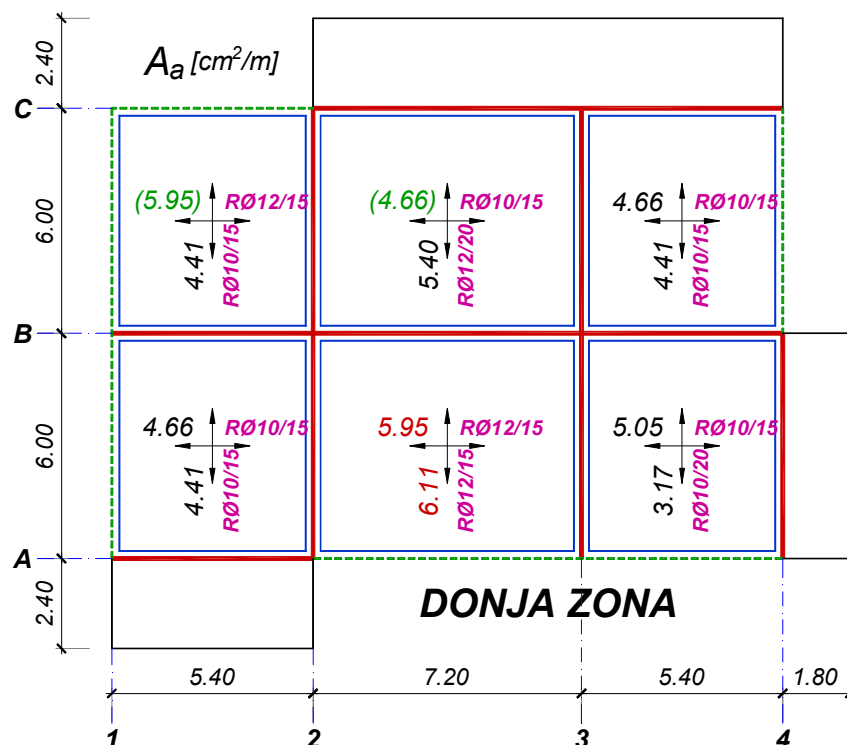 2.40
Aa [cm²/m]
C
(5.95) RØ12/15
4.41 RØ10/15
(4.66) RØ10/15
5.40 RØ12/20
4.66 RØ10/15
4.41 RØ10/15
6.00
B
4.66 RØ10/15
4.41 RØ10/15
5.95 RØ12/15
6.11 RØ12/15
5.05 RØ10/15
3.17 RØ10/20
6.00
A
2.40
DONJA ZONA
5.40 7.20 5.40 1.80
1 2 3 4